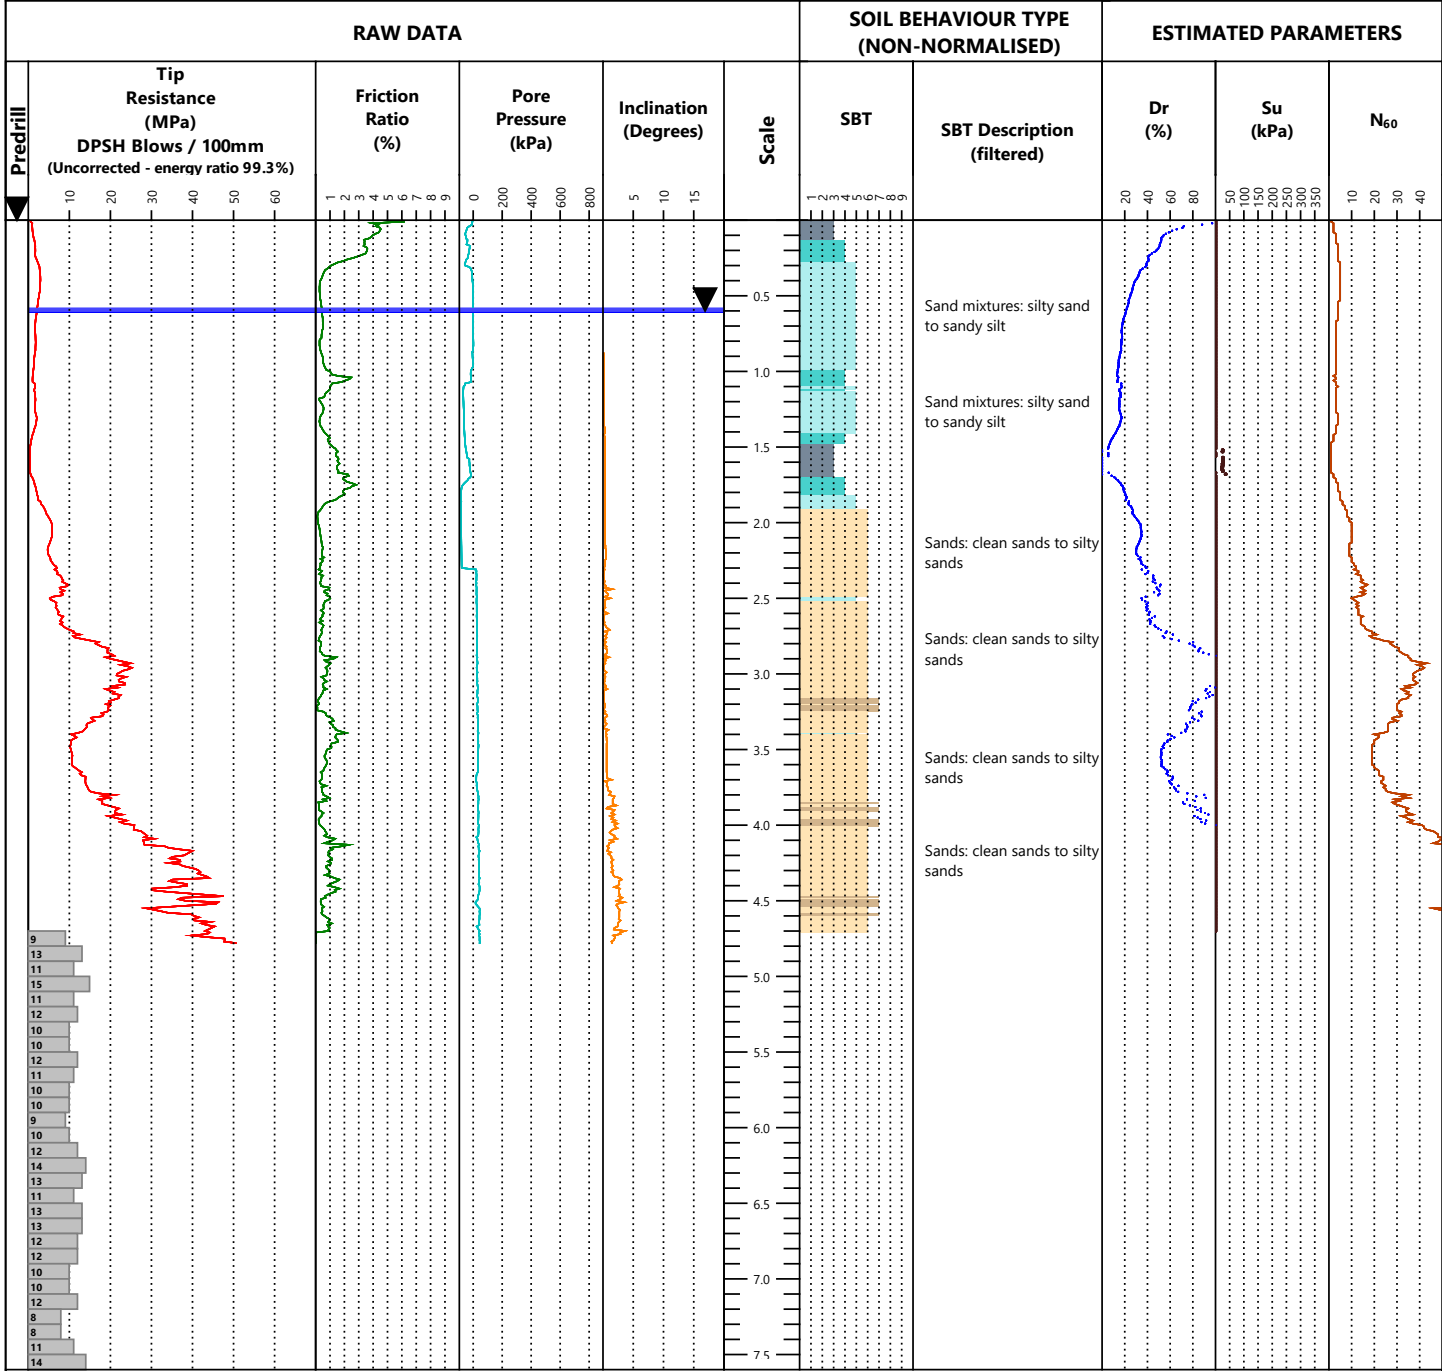 RAW DATA
SOIL BEHAVIOUR TYPE
(NON-NORMALISED)
ESTIMATED PARAMETERS
Predrill
Tip
Resistance
(MPa)
DPSH Blows / 100mm
(Uncorrected - energy ratio 99.3%)
10 20 30 40 50 60
Friction
Ratio
(%)
1 2 3 4 5 6 7 8 9
Pore
Pressure
(kPa)
0 200 400 600 800
Inclination
(Degrees)
5 10 15
Scale
SBT
1 2 3 4 5 6 7 8 9
SBT Description
(filtered)
Dr
(%)
20 40 60 80
Su
(kPa)
50 100 150 200 250 300 350
N60
10 20 30 40
0.5
Sand mixtures: silty sand
to sandy silt
1.0
Sand mixtures: silty sand
to sandy silt
1.5
2.0
Sands: clean sands to silty
sands
2.5
Sands: clean sands to silty
sands
3.0
3.5
Sands: clean sands to silty
sands
4.0
Sands: clean sands to silty
sands
4.5
9
13
11
15
5.0
11
12
10
10
12
5.5
11
10
10
9
10
6.0
12
14
13
11
13
6.5
13
12
12
10
10
7.0
12
8
8
11
14
7.5